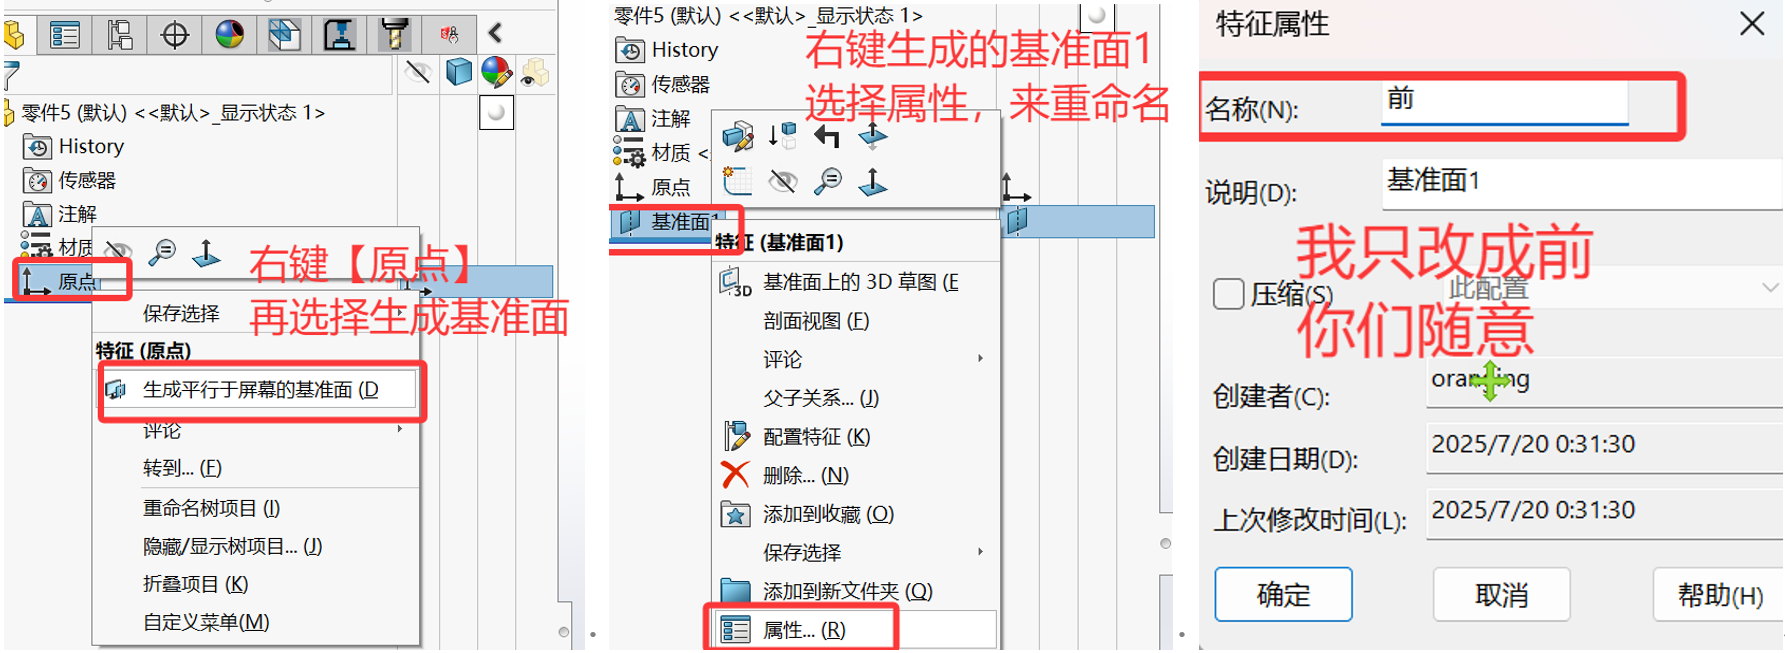 零件5 (默认) <<默认>_显示状态 1>
History
传感器
注解
材质
原点
右键【原点】
再选择生成基准面
保存选择
特征 (原点)
生成平行于屏幕的基准面 (D
评论
转到... (F)
重命名树项目 (I)
隐藏/显示树项目... (J)
折叠项目 (K)
自定义菜单(M)
零件5 (默认) <<默认>_显示状态 1>
History
传感器
注解
材质 <
原点
基准面1
右键生成的基准面1
选择属性，来重命名
特征 (基准面1)
基准面上的 3D 草图 (E
剖面视图 (F)
评论
父子关系... (J)
配置特征 (K)
删除... (N)
添加到收藏 (O)
保存选择
添加到新文件夹 (Q)
属性... (R)
特征属性
名称(N):
前
说明(D):
基准面1
我只改成前
你们随意
压缩(S)
此配置
创建者(C):
创建日期(D):
2025/7/20 0:31:30
上次修改时间(L):
2025/7/20 0:31:30
确定
取消
帮助(H)